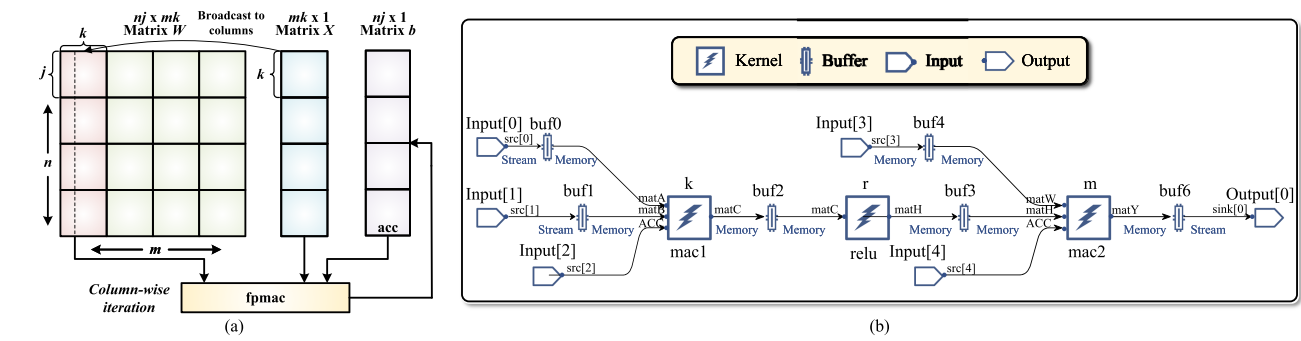 nj x mk
Matrix W
Broadcast to
columns
mk x 1
Matrix X
nj x 1
Matrix b
k
j
k
n
m
acc
Column-wise
iteration
fpmac
(a)
Kernel
Buffer
Input
Output
Input[0]
buf0
src[0]
Stream
Memory
Input[1]
buf1
src[1]
Stream
Memory
Input[2]
src[2]
matA
matB
ACC
k
mac1
matC
Memory
buf2
Memory
matC
r
relu
matH
Memory
buf3
Memory
Input[3]
buf4
src[3]
Memory
Memory
Input[4]
src[4]
matW
matH
ACC
m
mac2
matY
Memory
buf6
sink[0]
Stream
Output[0]
(b)